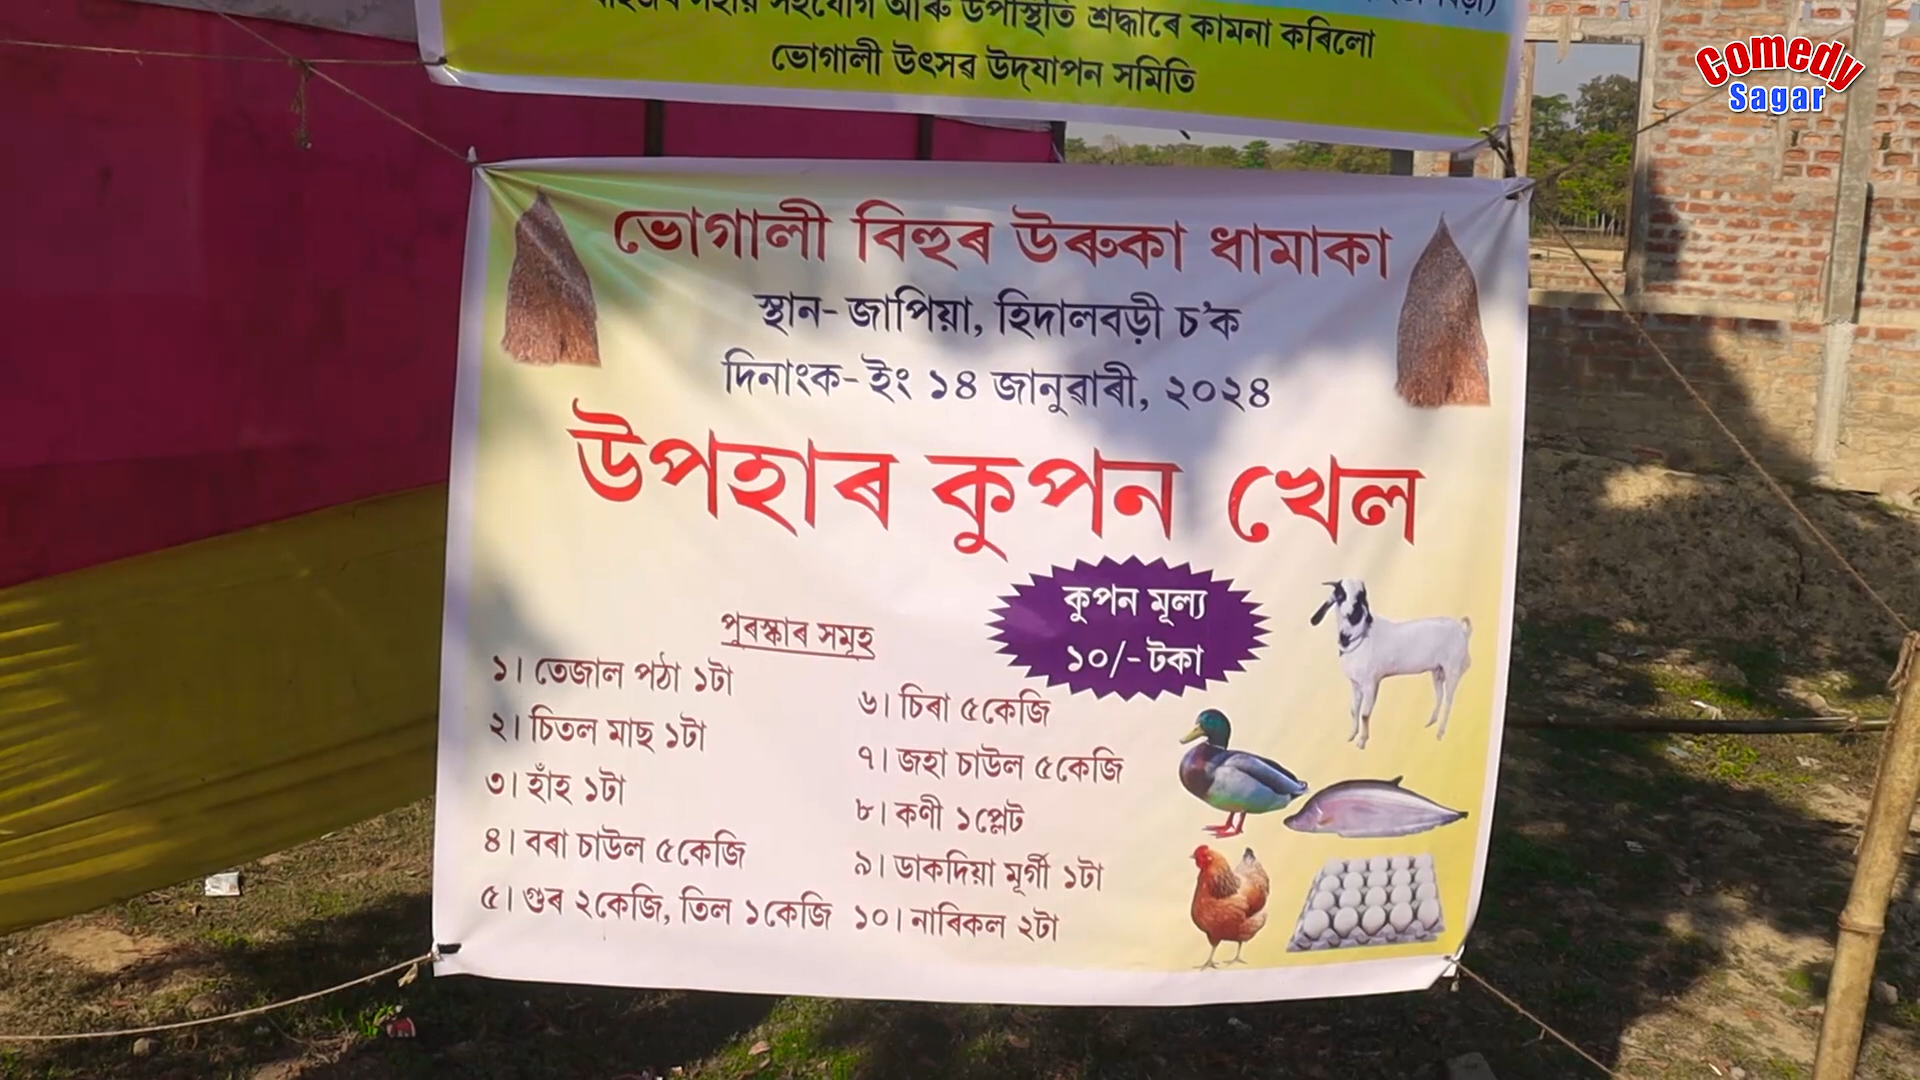 সহায় সহযোগ আৰু উপস্থিতি শ্ৰদ্ধাৰে কামনা কৰিলো
ভোগালী উৎসৱ উদ্‌যাপন সমিতি
Comedy
Sagar
ভোগালী বিহুৰ উৰুকা ধামাকা
স্থান- জাপিয়া, হিদালবড়ী চ'ক
দিনাংক- ইং ১৪ জানুৱাৰী, ২০২৪
উপহাৰ কুপন খেল
কুপন মূল্য
১০/- টকা
পুৰস্কাৰ সমূহ
১। তেজাল পঠা ১টা
২। চিতল মাছ ১টা
৩। হাঁহ ১টা
৪। বৰা চাউল ৫কেজি
৫। গুৰ ২কেজি, তিল ১কেজি
৬। চিৰা ৫কেজি
৭। জহা চাউল ৫কেজি
৮। কণী ১প্লেট
৯। ডাকদিয়া মূৰ্গী ১টা
১০। নাৰিকল ২টা